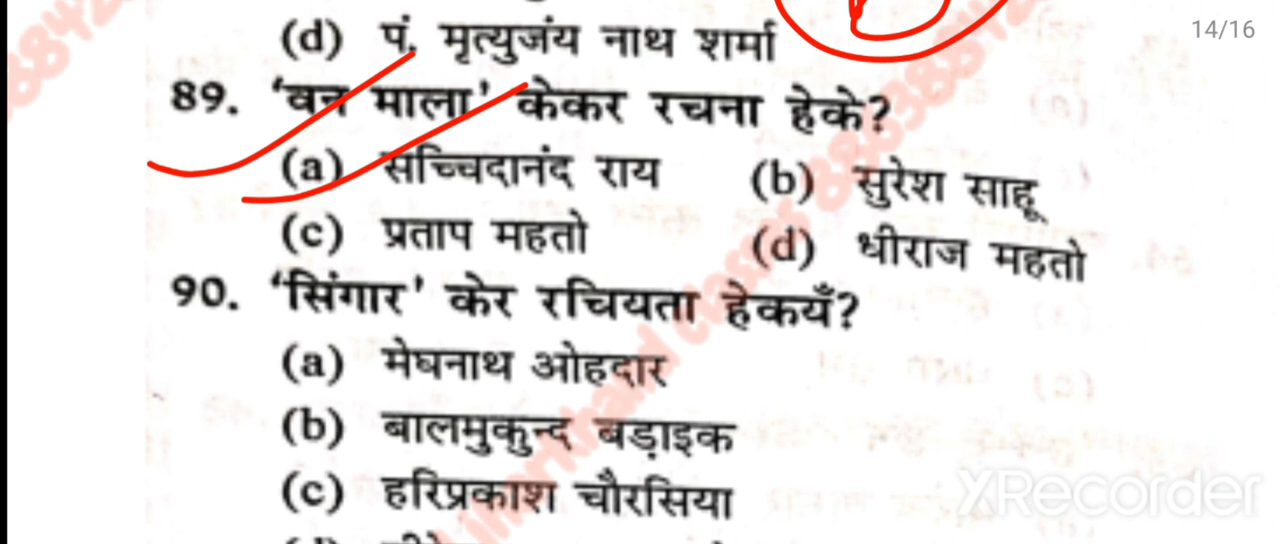 (d) पं. मृत्युजंय नाथ शर्मा
14/16
89. ‘वन माला’ केकर रचना हेके?
(a) सच्चिदानंद राय (b) सुरेश साहू
(c) प्रताप महतो (d) धीराज महतो
90. ‘सिंगार’ केर रचियता हेकयँ?
(a) मेघनाथ ओहदार
(b) बालमुकुन्द बड़ाइक
(c) हरिप्रकाश चौरसिया
XRecorder